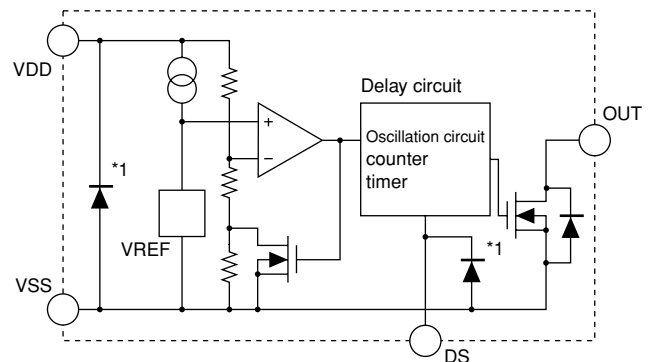 VDD
*1
VREF
VSS
+
−
Delay circuit
Oscillation circuit
counter
timer
*1
DS
OUT